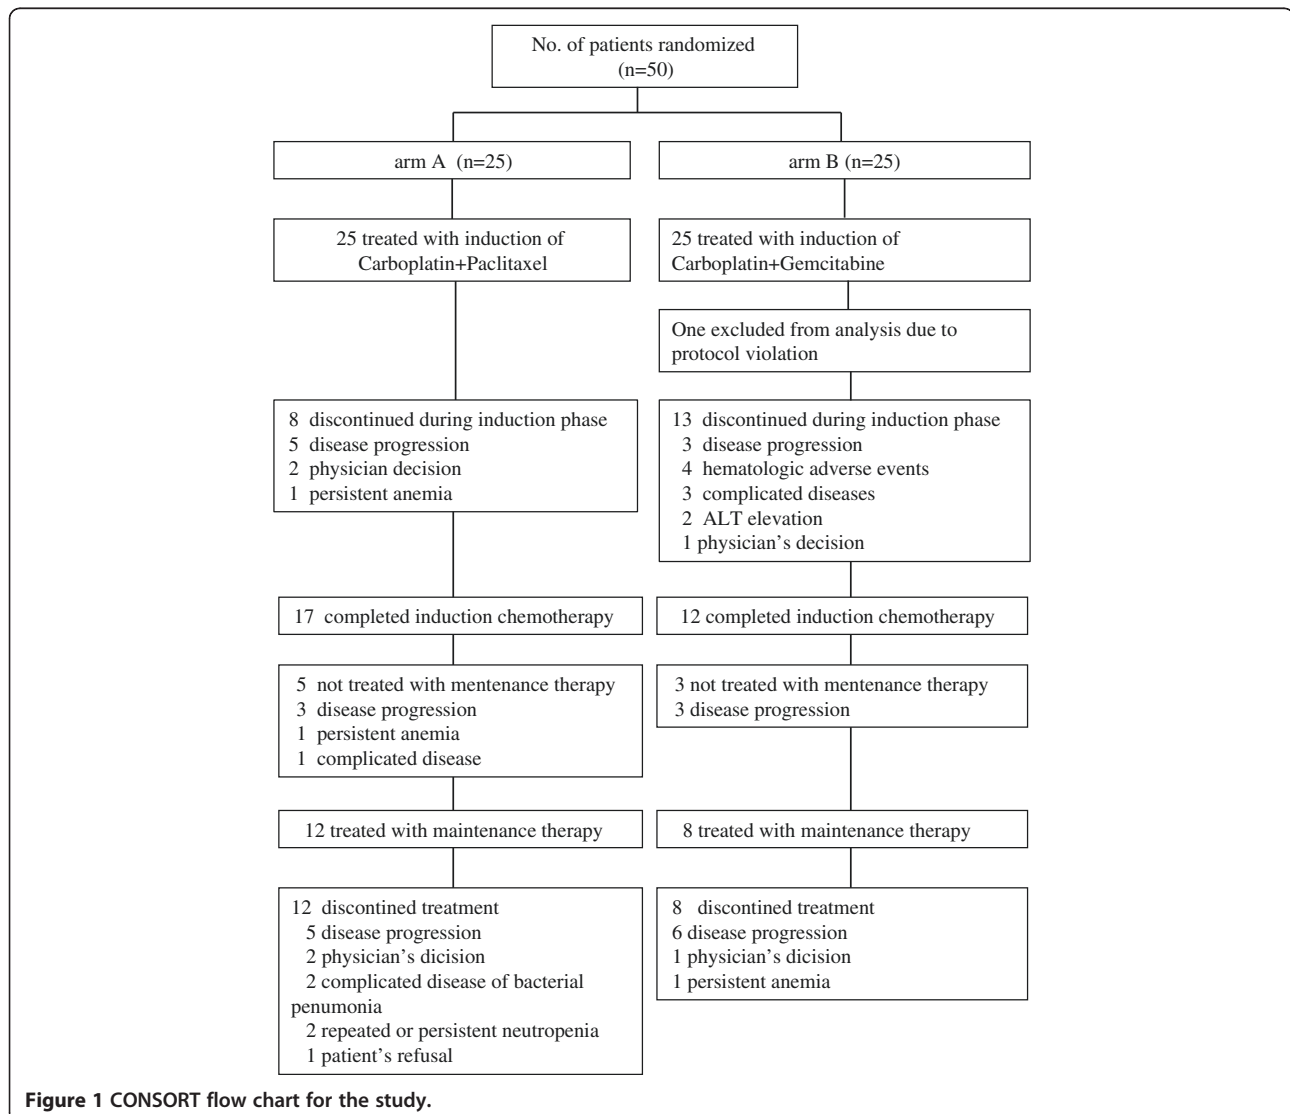 No. of patients randomized
(n=50)
arm A (n=25)
arm B (n=25)
25 treated with induction of
Carboplatin+Paclitaxel
25 treated with induction of
Carboplatin+Gemcitabine
One excluded from analysis due to
protocol violation
8 discontinued during induction phase
5 disease progression
2 physician decision
1 persistent anemia
13 discontinued during induction phase
3 disease progression
4 hematologic adverse events
3 complicated diseases
2 ALT elevation
1 physician's decision
17 completed induction chemotherapy
12 completed induction chemotherapy
5 not treated with mentenance therapy
3 disease progression
1 persistent anemia
1 complicated disease
3 not treated with mentenance therapy
3 disease progression
12 treated with maintenance therapy
8 treated with maintenance therapy
12 discontined treatment
5 disease progression
2 physician's dicision
2 complicated disease of bacterial
penumonia
2 repeated or persistent neutropenia
1 patient's refusal
8 discontined treatment
6 disease progression
1 physician's dicision
1 persistent anemia
Figure 1 CONSORT flow chart for the study.